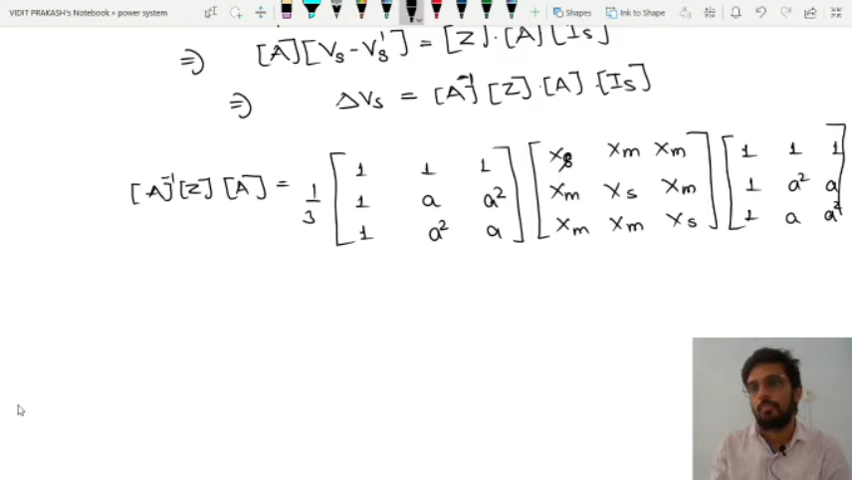 VIDIT PRAKASH's Notebook » power system
Shapes
Ink to Shape
⇒ [A][Vs - Vs'] = [Z]·[A][Is]
⇒ ΔVs = [A⁻¹][Z]·[A]·[Is]
[A]⁻¹[Z][A] = 1/3 [1 1 1] [Xs Xm Xm] [1 1 1]
[1 a a²] [Xm Xs Xm] [1 a² a]
[1 a² a] [Xm Xm Xs] [1 a a²]